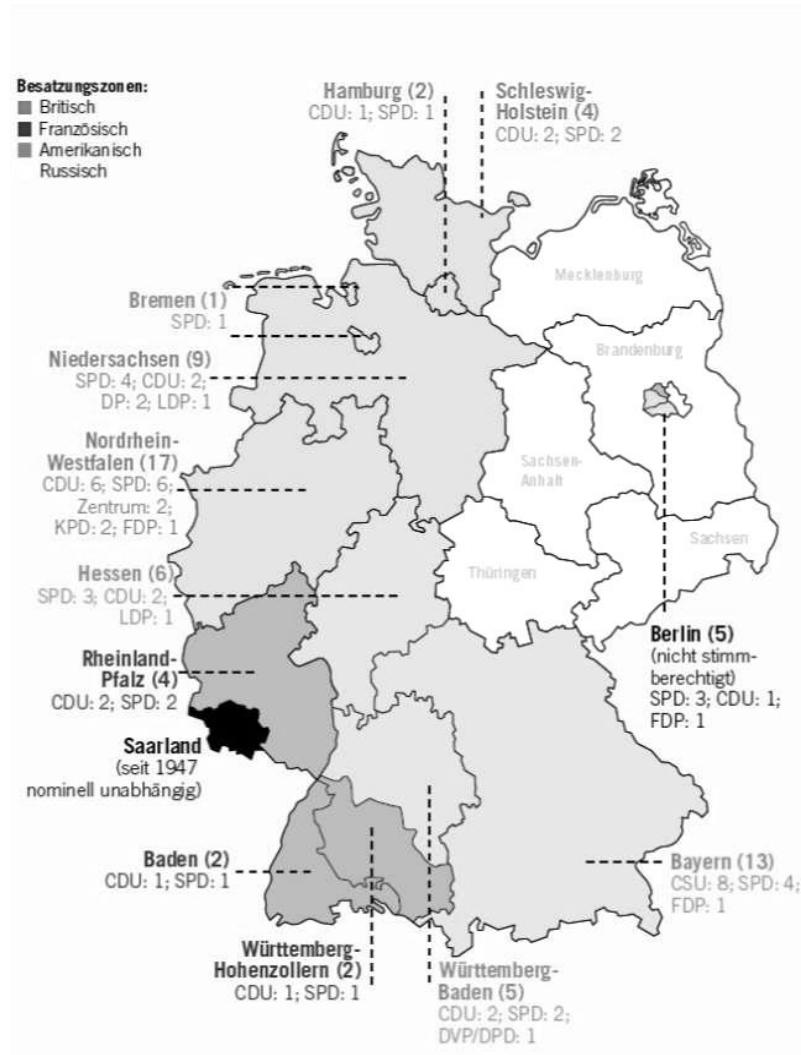 Besatzungszonen:
Britisch
Französisch
Amerikanisch
Russisch
Hamburg (2)
CDU: 1; SPD: 1
Schleswig-
Holstein (4)
CDU: 2; SPD: 2
Mecklenburg
Bremen (1)
SPD: 1
Brandenburg
Niedersachsen (9)
SPD: 4; CDU: 2;
DP: 2; LDP: 1
Nordrhein-
Westfalen (17)
CDU: 6; SPD: 6;
Zentrum: 2;
KPD: 2; FDP: 1
Sachsen-
Anhalt
Sachsen
Thüringen
Hessen (6)
SPD: 3; CDU: 2;
LDP: 1
Berlin (5)
(nicht stimm-
berechtigt)
SPD: 3; CDU: 1;
FDP: 1
Rheinland-
Pfalz (4)
CDU: 2; SPD: 2
Saarland
(seit 1947
nominell unabhängig)
Baden (2)
CDU: 1; SPD: 1
Bayern (13)
CSU: 8; SPD: 4;
FDP: 1
Württemberg-
Hohenzollern (2)
CDU: 1; SPD: 1
Württemberg-
Baden (5)
CDU: 2; SPD: 2;
DVP/DPD: 1